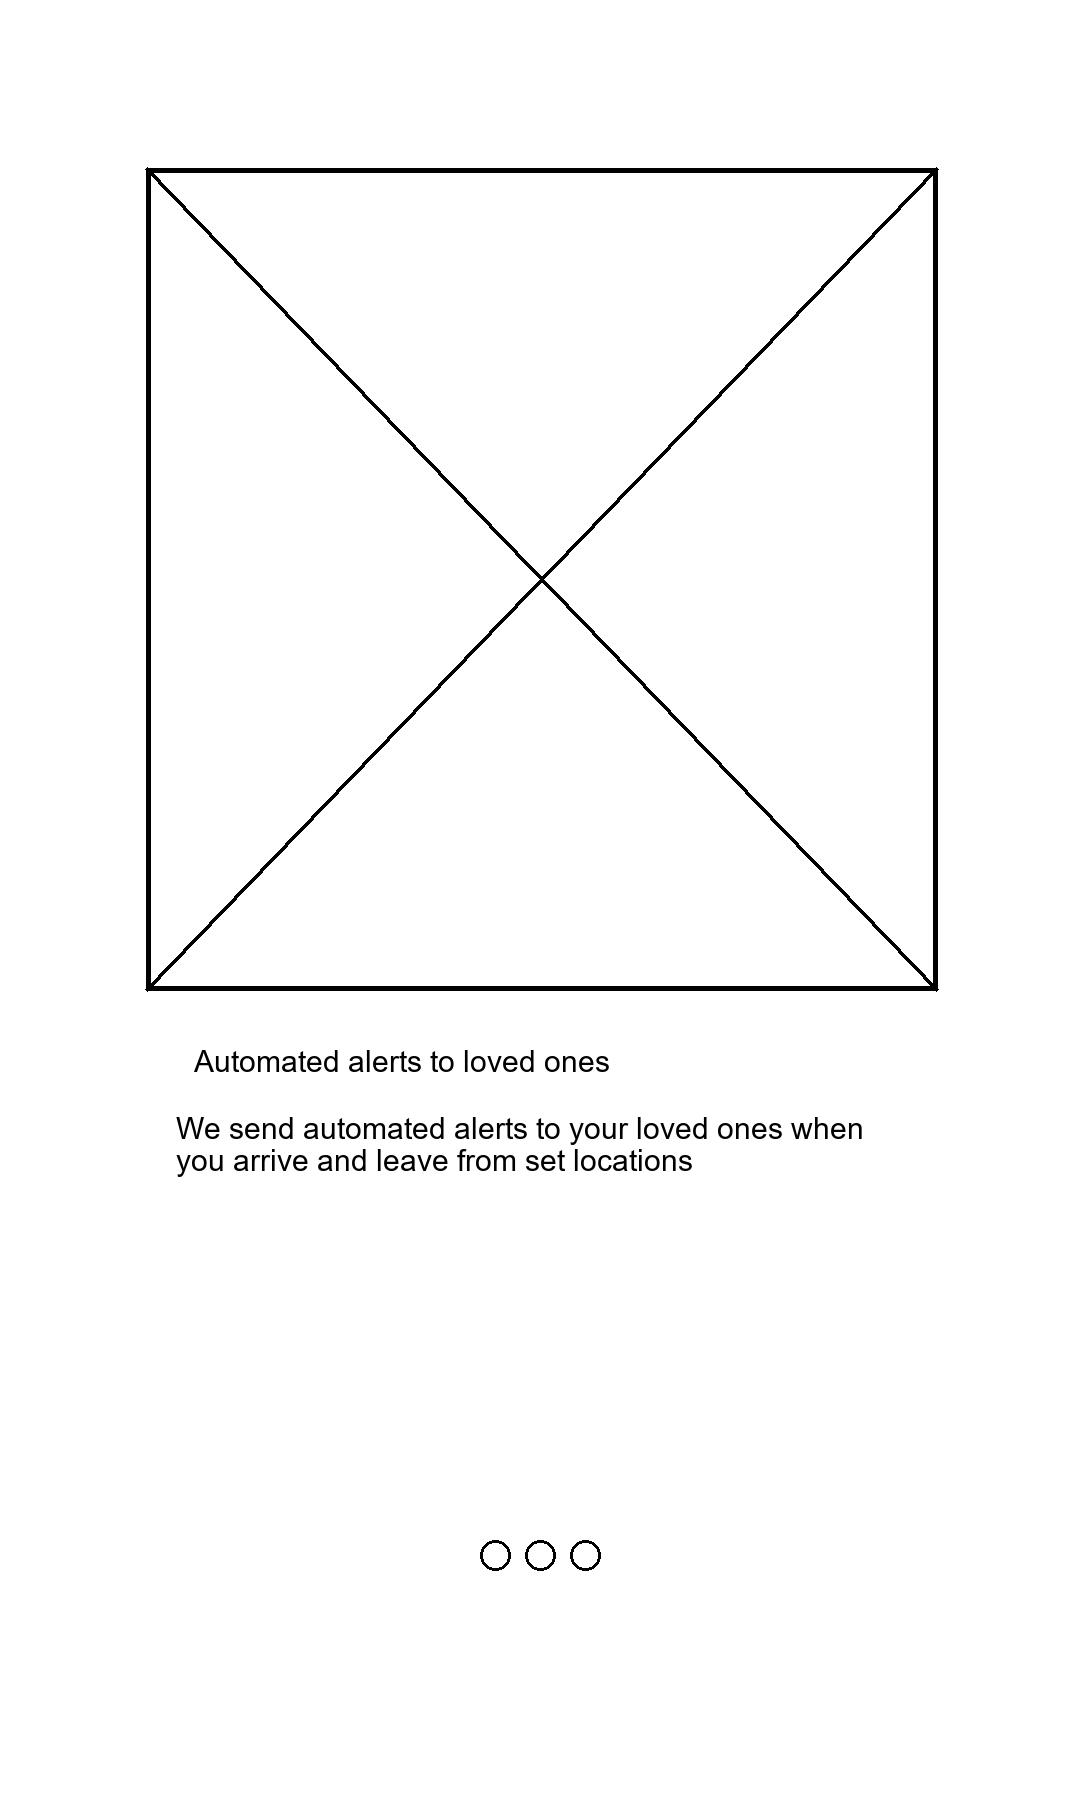 Automated alerts to loved ones
We send automated alerts to your loved ones when
you arrive and leave from set locations